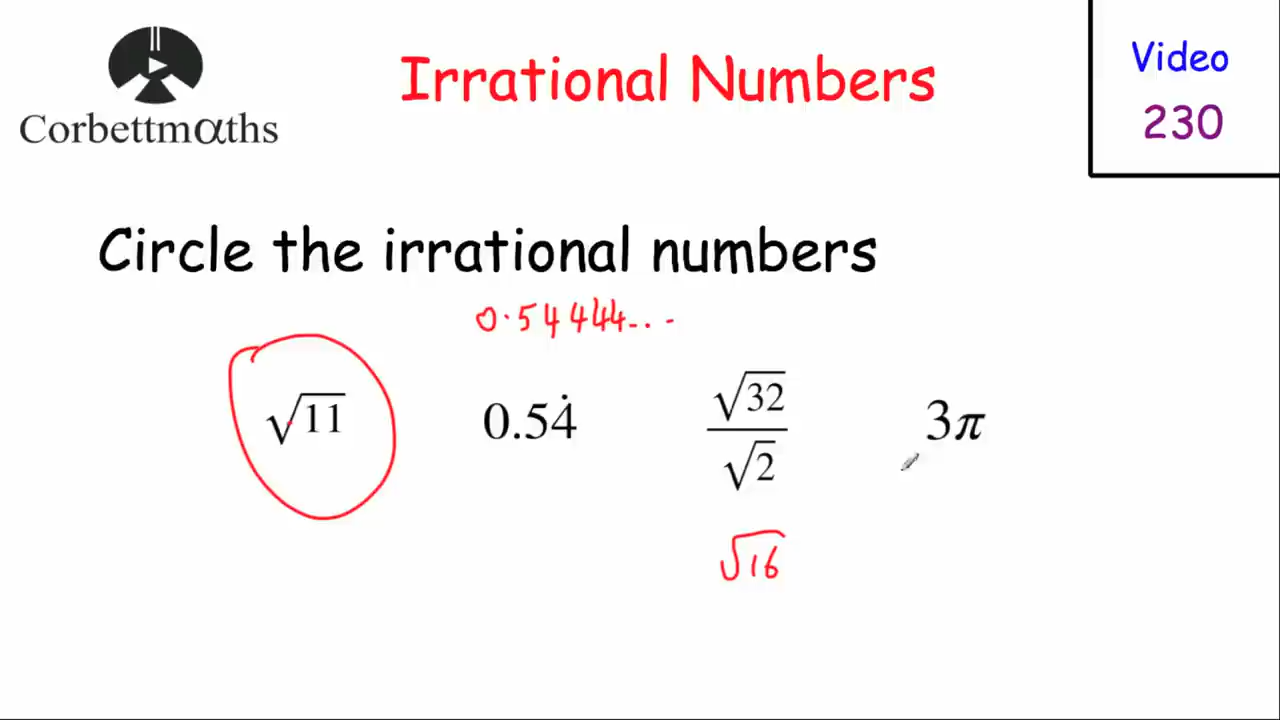 Irrational Numbers
Video
230
Corbettmαths
Circle the irrational numbers
0.54444...
√11 0.54̇ √32/√2 3π
√16